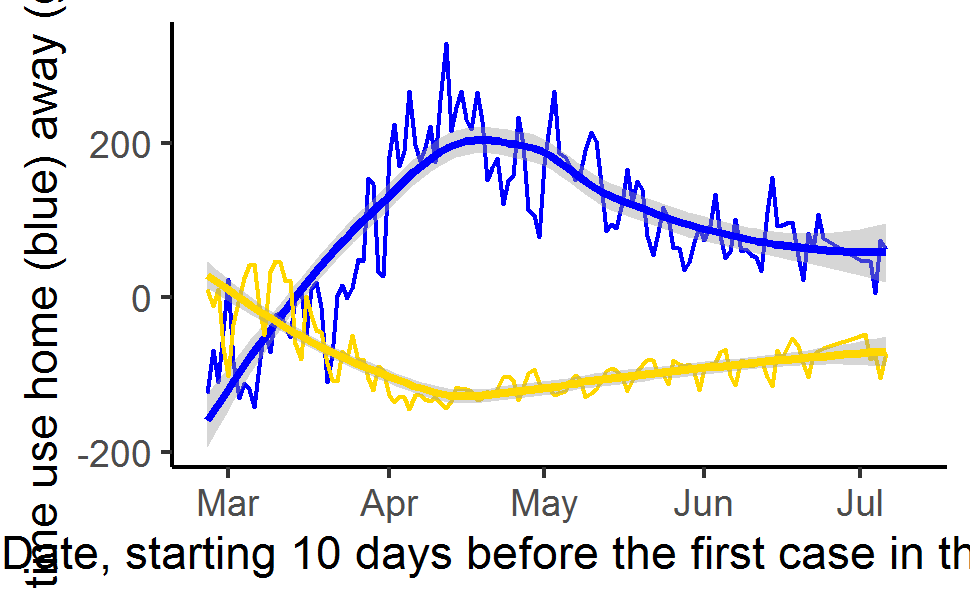 time use home (blue) away (
200
0
-200
Mar Apr May Jun Jul
Date, starting 10 days before the first case in th